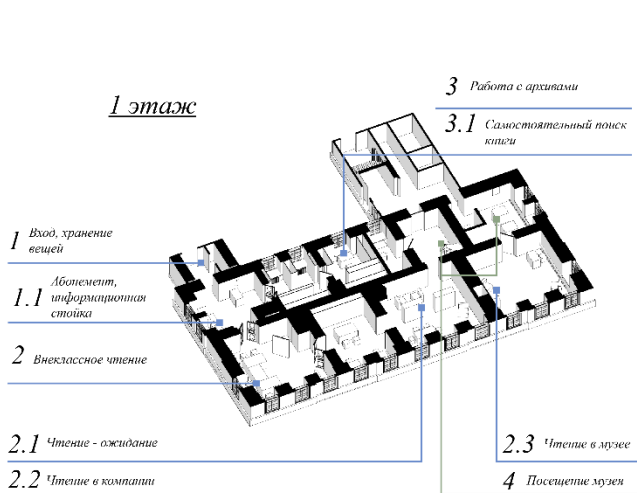 1 этаж
3 Работа с архивами
3.1 Самостоятельный поиск
книги
1 Вход, хранение
вещей
1.1 Абонемент,
информационная
стойка
2 Внеклассное чтение
2.1 Чтение - ожидание
2.2 Чтение в компании
2.3 Чтение в музее
4 Посещение музея